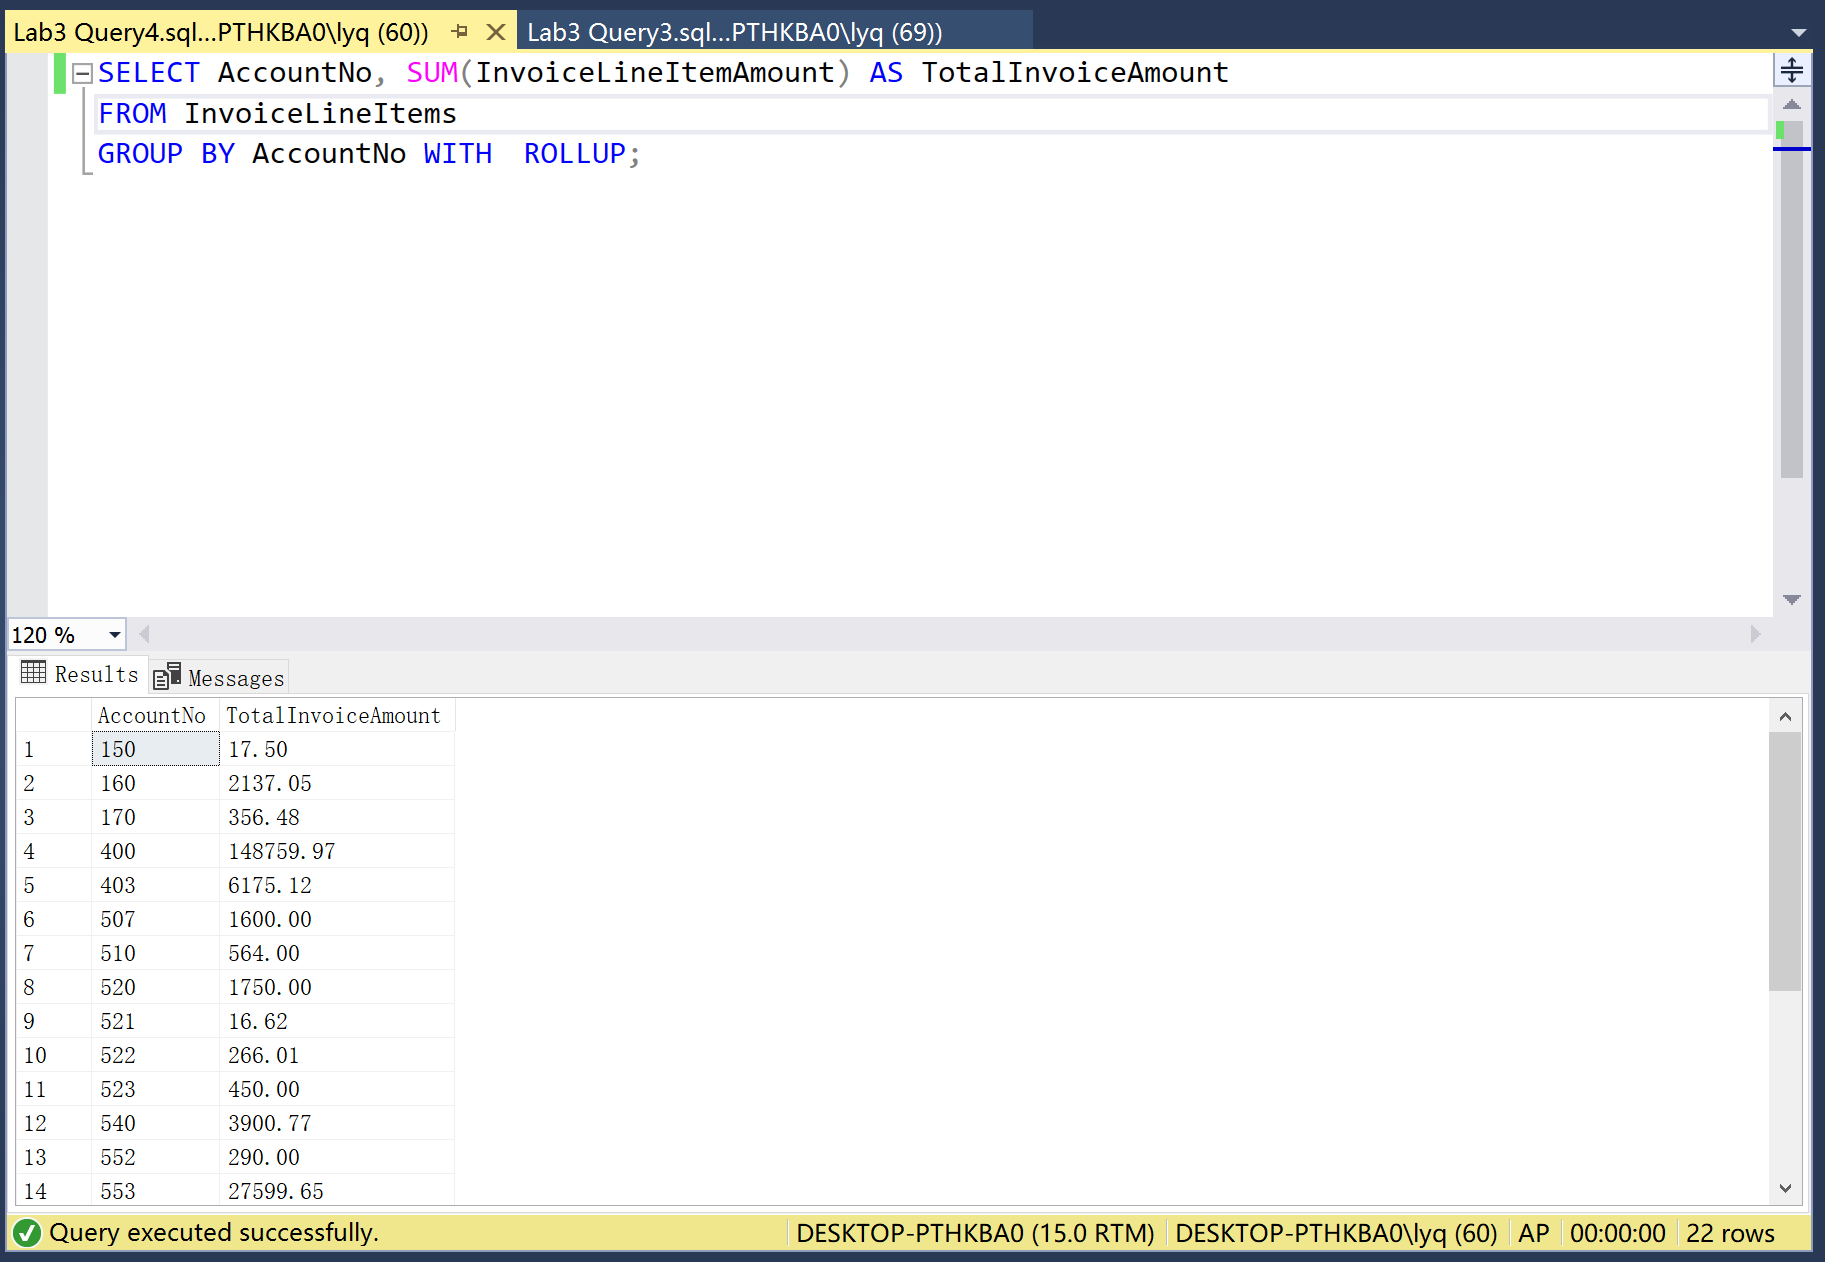 Lab3 Query4.sql...PTHKBA0\lyq (60)) Lab3 Query3.sql...PTHKBA0\lyq (69))
SELECT AccountNo, SUM(InvoiceLineItemAmount) AS TotalInvoiceAmount
FROM InvoiceLineItems
GROUP BY AccountNo WITH  ROLLUP;
120 %
Results Messages
AccountNo TotalInvoiceAmount
1 150 17.50
2 160 2137.05
3 170 356.48
4 400 148759.97
5 403 6175.12
6 507 1600.00
7 510 564.00
8 520 1750.00
9 521 16.62
10 522 266.01
11 523 450.00
12 540 3900.77
13 552 290.00
14 553 27599.65
Query executed successfully. DESKTOP-PTHKBA0 (15.0 RTM) DESKTOP-PTHKBA0\lyq (60) AP 00:00:00 22 rows